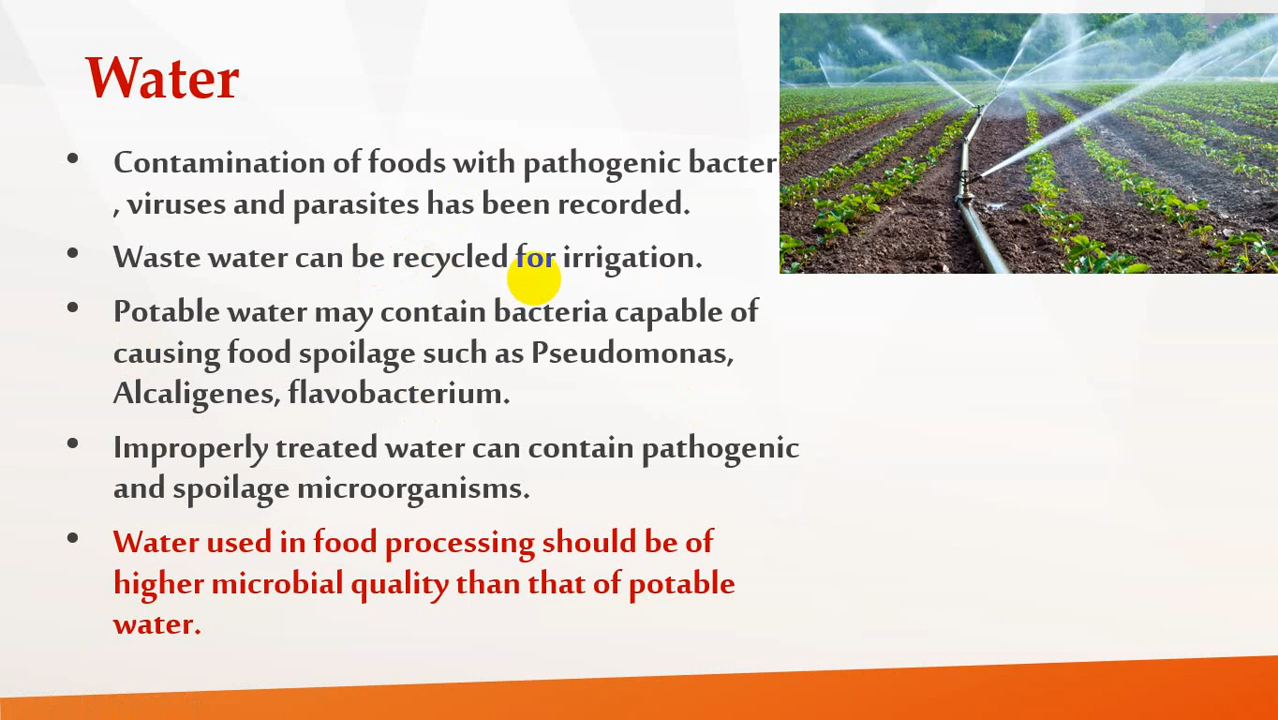 Water
• Contamination of foods with pathogenic bacter
, viruses and parasites has been recorded.
• Waste water can be recycled for irrigation.
• Potable water may contain bacteria capable of
causing food spoilage such as Pseudomonas,
Alcaligenes, flavobacterium.
• Improperly treated water can contain pathogenic
and spoilage microorganisms.
• Water used in food processing should be of
higher microbial quality than that of potable
water.